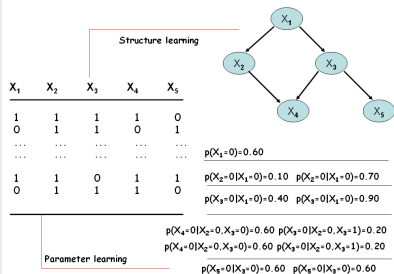 Structure learning
X1
X2
X3
X4
X5
X1 X2 X3 X4 X5
1 1 1 1 0
0 1 1 0 1
... ... ... ... ...
... ... ... ... ...
1 1 0 1 1
0 1 1 1 0
Parameter learning
p(X1=0)=0.60
p(X2=0|X1=0)=0.10 p(X2=0|X1=0)=0.70
p(X3=0|X1=0)=0.40 p(X3=0|X1=0)=0.90
p(X4=0|X2=0,X3=0)=0.60 p(X3=0|X2=0,X3=1)=0.20
p(X4=0|X2=0,X3=0)=0.60 p(X3=0|X2=0,X3=1)=0.20
p(X5=0|X3=0)=0.60 p(X5=0|X3=0)=0.60